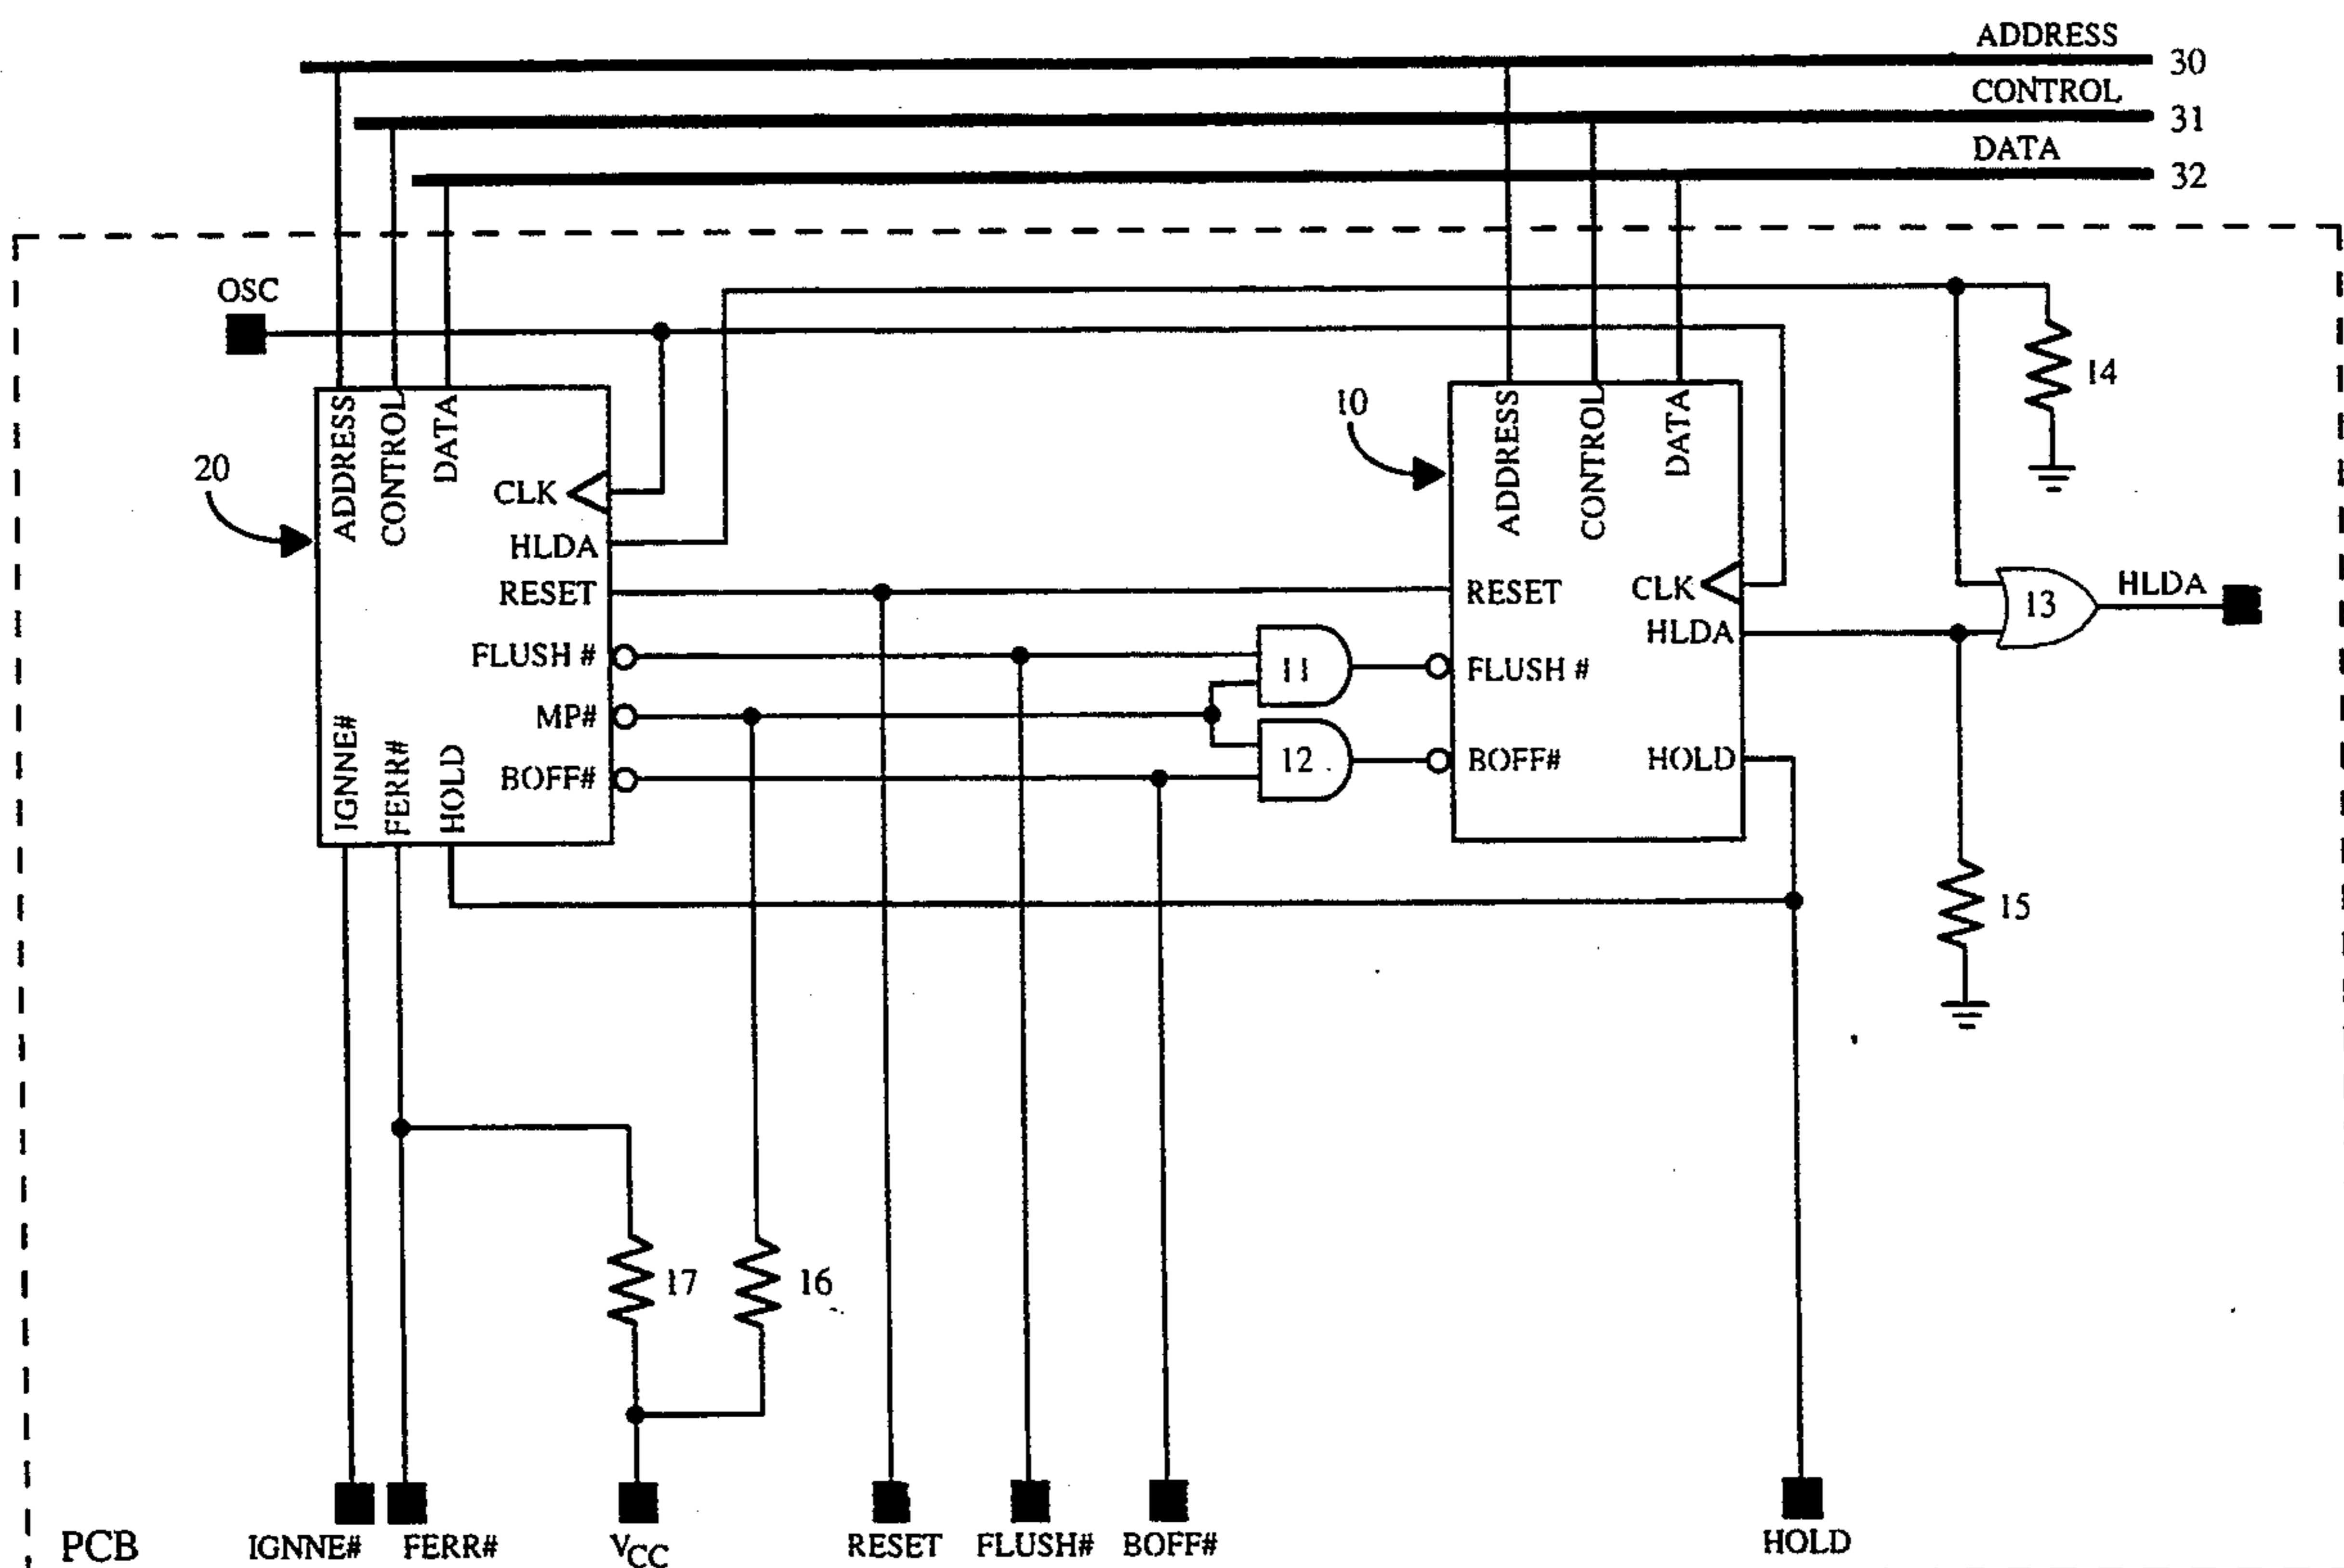 ADDRESS
30
CONTROL
31
DATA
32
OSC
14
10
20
ADDRESS
CONTROL
DATA
CLK
HLDA
RESET
FLUSH #
MP#
BOFF#
IGNNE#
FERR#
HOLD
11
12
ADDRESS
CONTROL
DATA
RESET
CLK
HLDA
FLUSH #
BOFF#
HOLD
13
HLDA
15
17
16
PCB
IGNNE#
FERR#
VCC
RESET
FLUSH#
BOFF#
HOLD